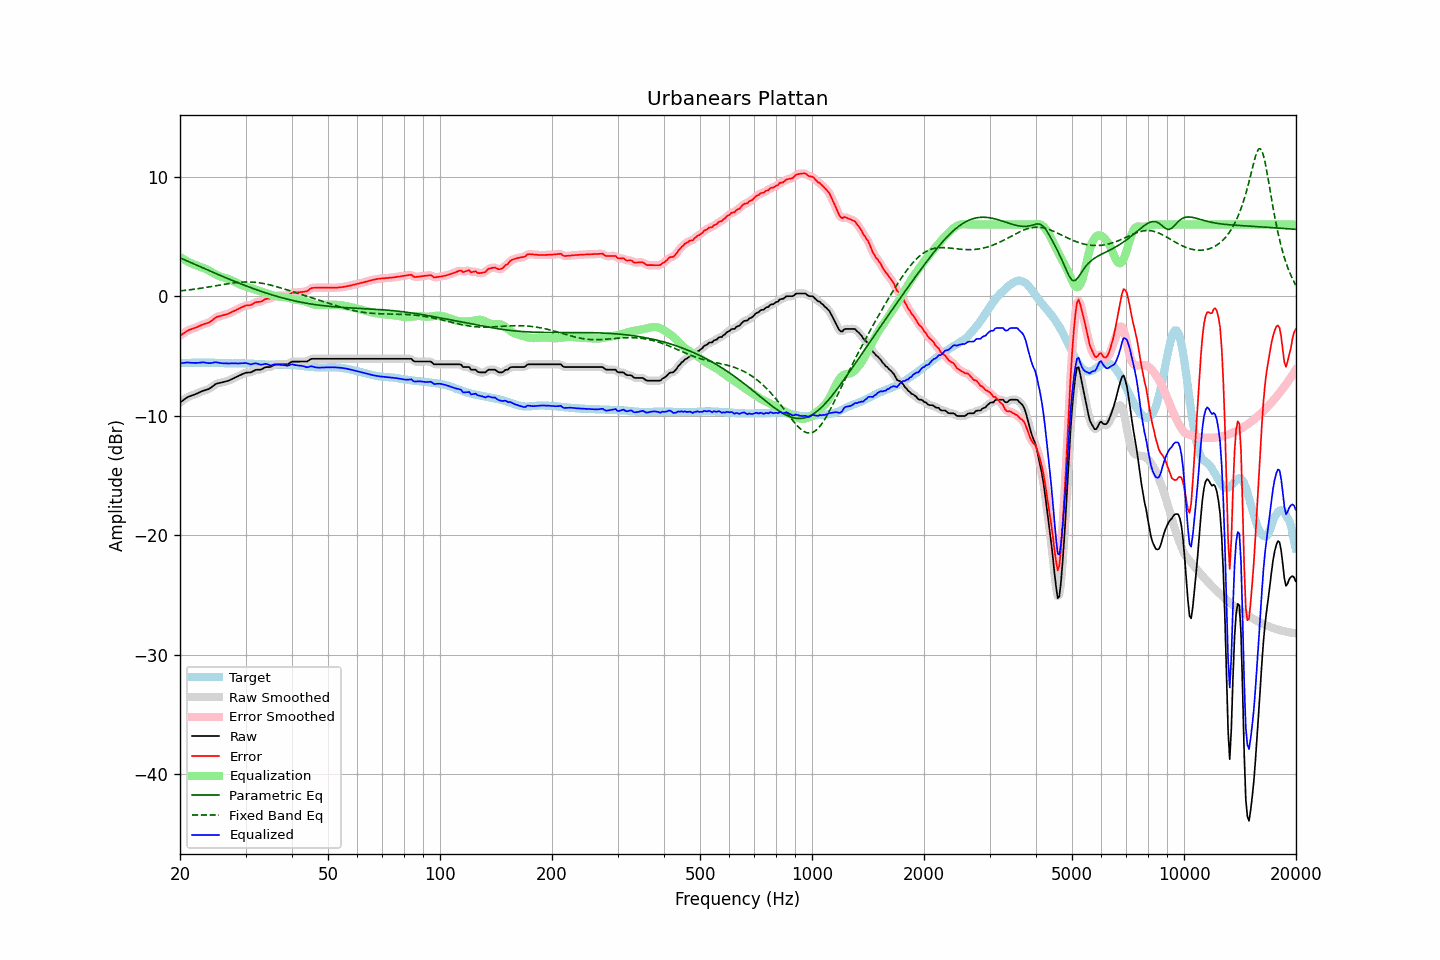 Urbanears Plattan
Amplitude (dBr)
10
0
−10
−20
−30
−40
Target
Raw Smoothed
Error Smoothed
Raw
Error
Equalization
Parametric Eq
Fixed Band Eq
Equalized
20 50 100 200 500 1000 2000 5000 10000 20000
Frequency (Hz)